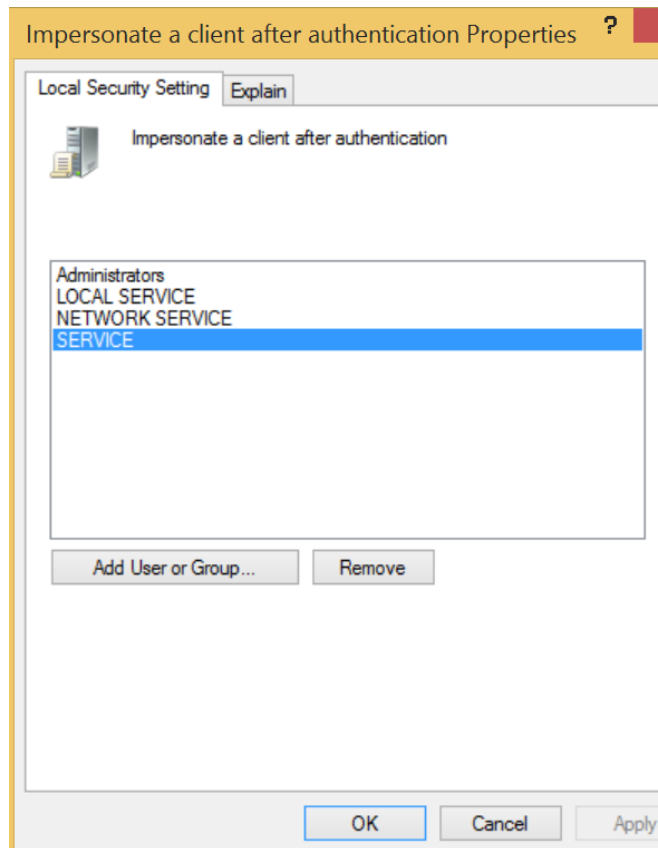 Impersonate a client after authentication Properties ?
Local Security Setting Explain
Impersonate a client after authentication
Administrators
LOCAL SERVICE
NETWORK SERVICE
SERVICE
Add User or Group... Remove
OK Cancel Apply